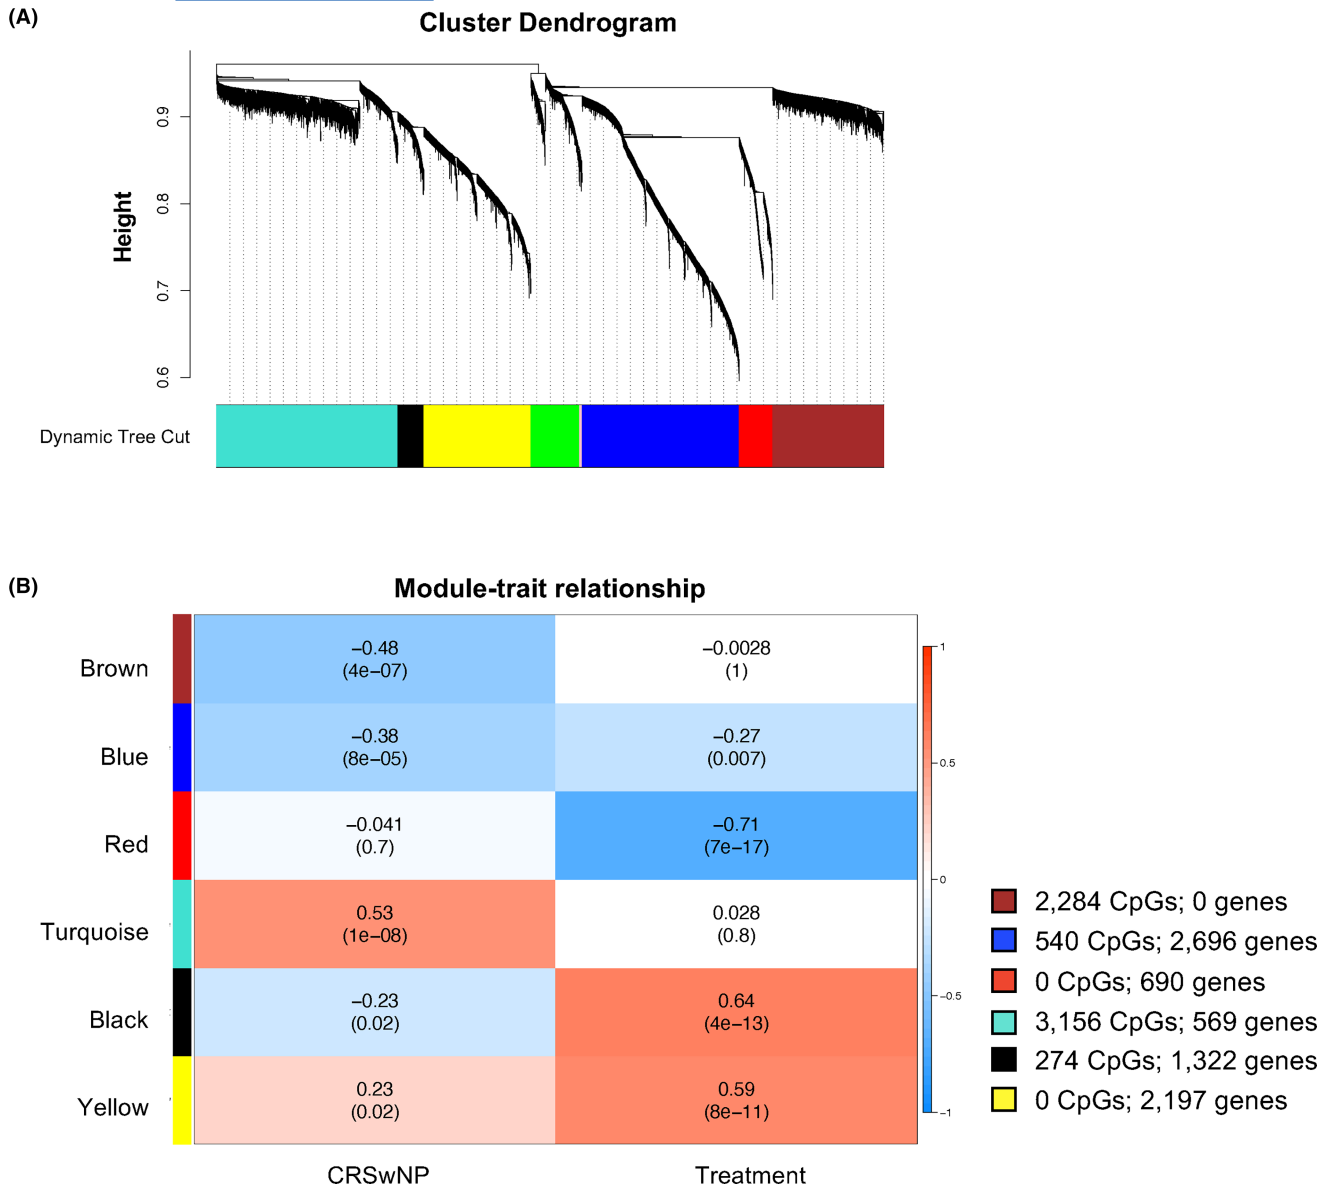 (A)
Cluster Dendrogram
Height
0.9
0.8
0.7
0.6
Dynamic Tree Cut
(B)
Module-trait relationship
Brown
−0.48
(4e−07)
−0.0028
(1)
Blue
−0.38
(8e−05)
−0.27
(0.007)
Red
−0.041
(0.7)
−0.71
(7e−17)
Turquoise
0.53
(1e−08)
0.028
(0.8)
Black
−0.23
(0.02)
0.64
(4e−13)
Yellow
0.23
(0.02)
0.59
(8e−11)
CRSwNP
Treatment
1
0.5
0
−0.5
−1
2,284 CpGs; 0 genes
540 CpGs; 2,696 genes
0 CpGs; 690 genes
3,156 CpGs; 569 genes
274 CpGs; 1,322 genes
0 CpGs; 2,197 genes